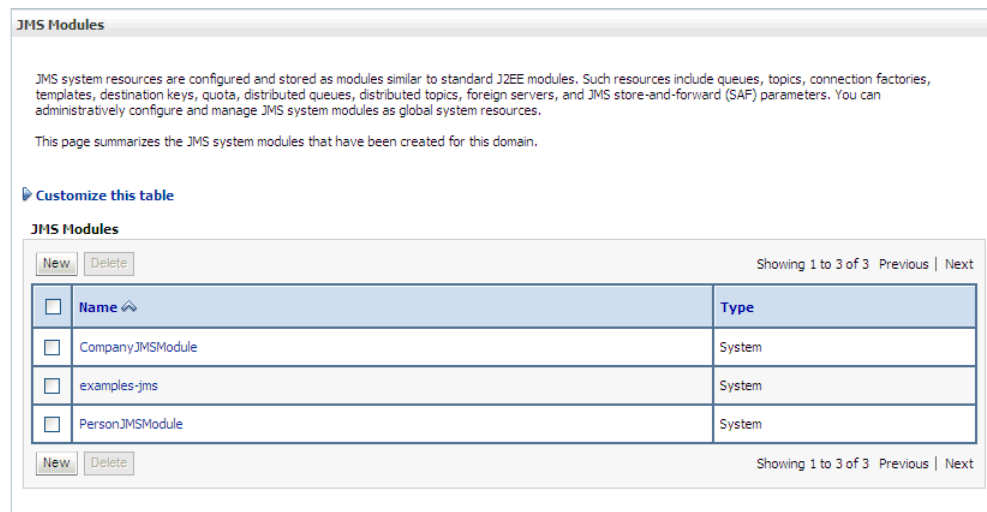 JMS Modules
JMS system resources are configured and stored as modules similar to standard J2EE modules. Such resources include queues, topics, connection factories,
templates, destination keys, quota, distributed queues, distributed topics, foreign servers, and JMS store-and-forward (SAF) parameters. You can
administratively configure and manage JMS system modules as global system resources.
This page summarizes the JMS system modules that have been created for this domain.
Customize this table
JMS Modules
New Delete Showing 1 to 3 of 3 Previous | Next
Name Type
CompanyJMSModule System
examples-jms System
PersonJMSModule System
New Delete Showing 1 to 3 of 3 Previous | Next